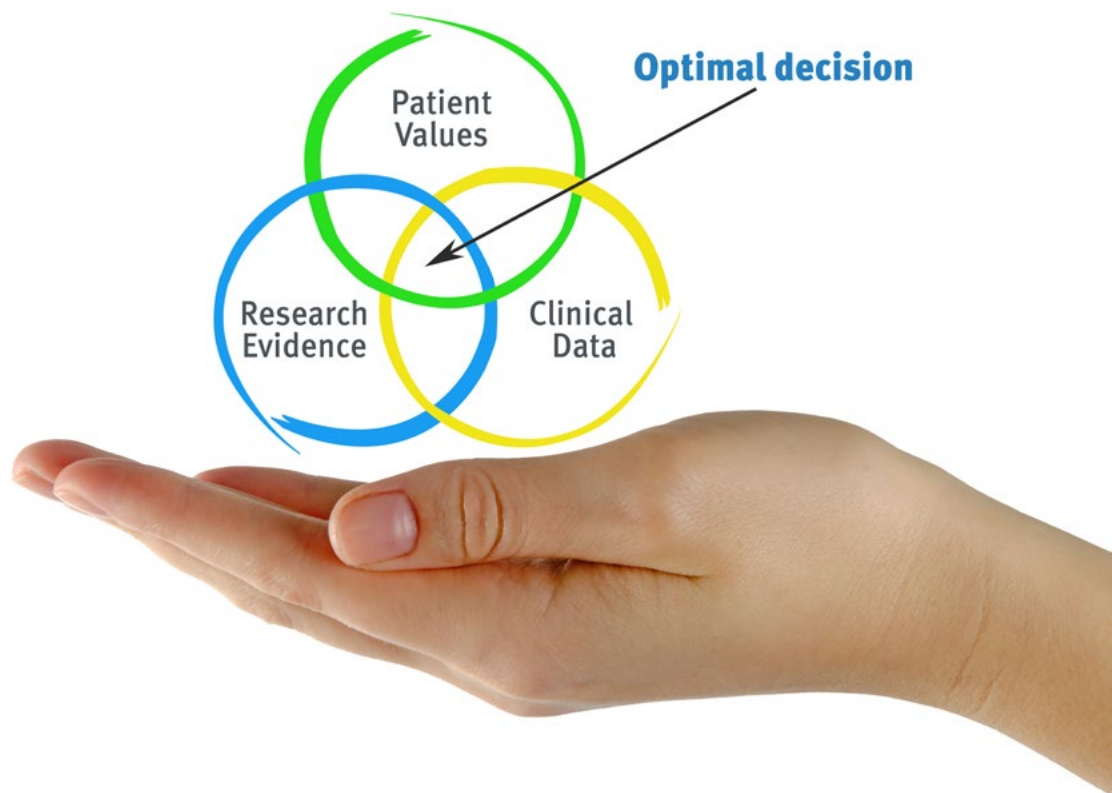 Optimal decision
Patient
Values
Research
Evidence
Clinical
Data